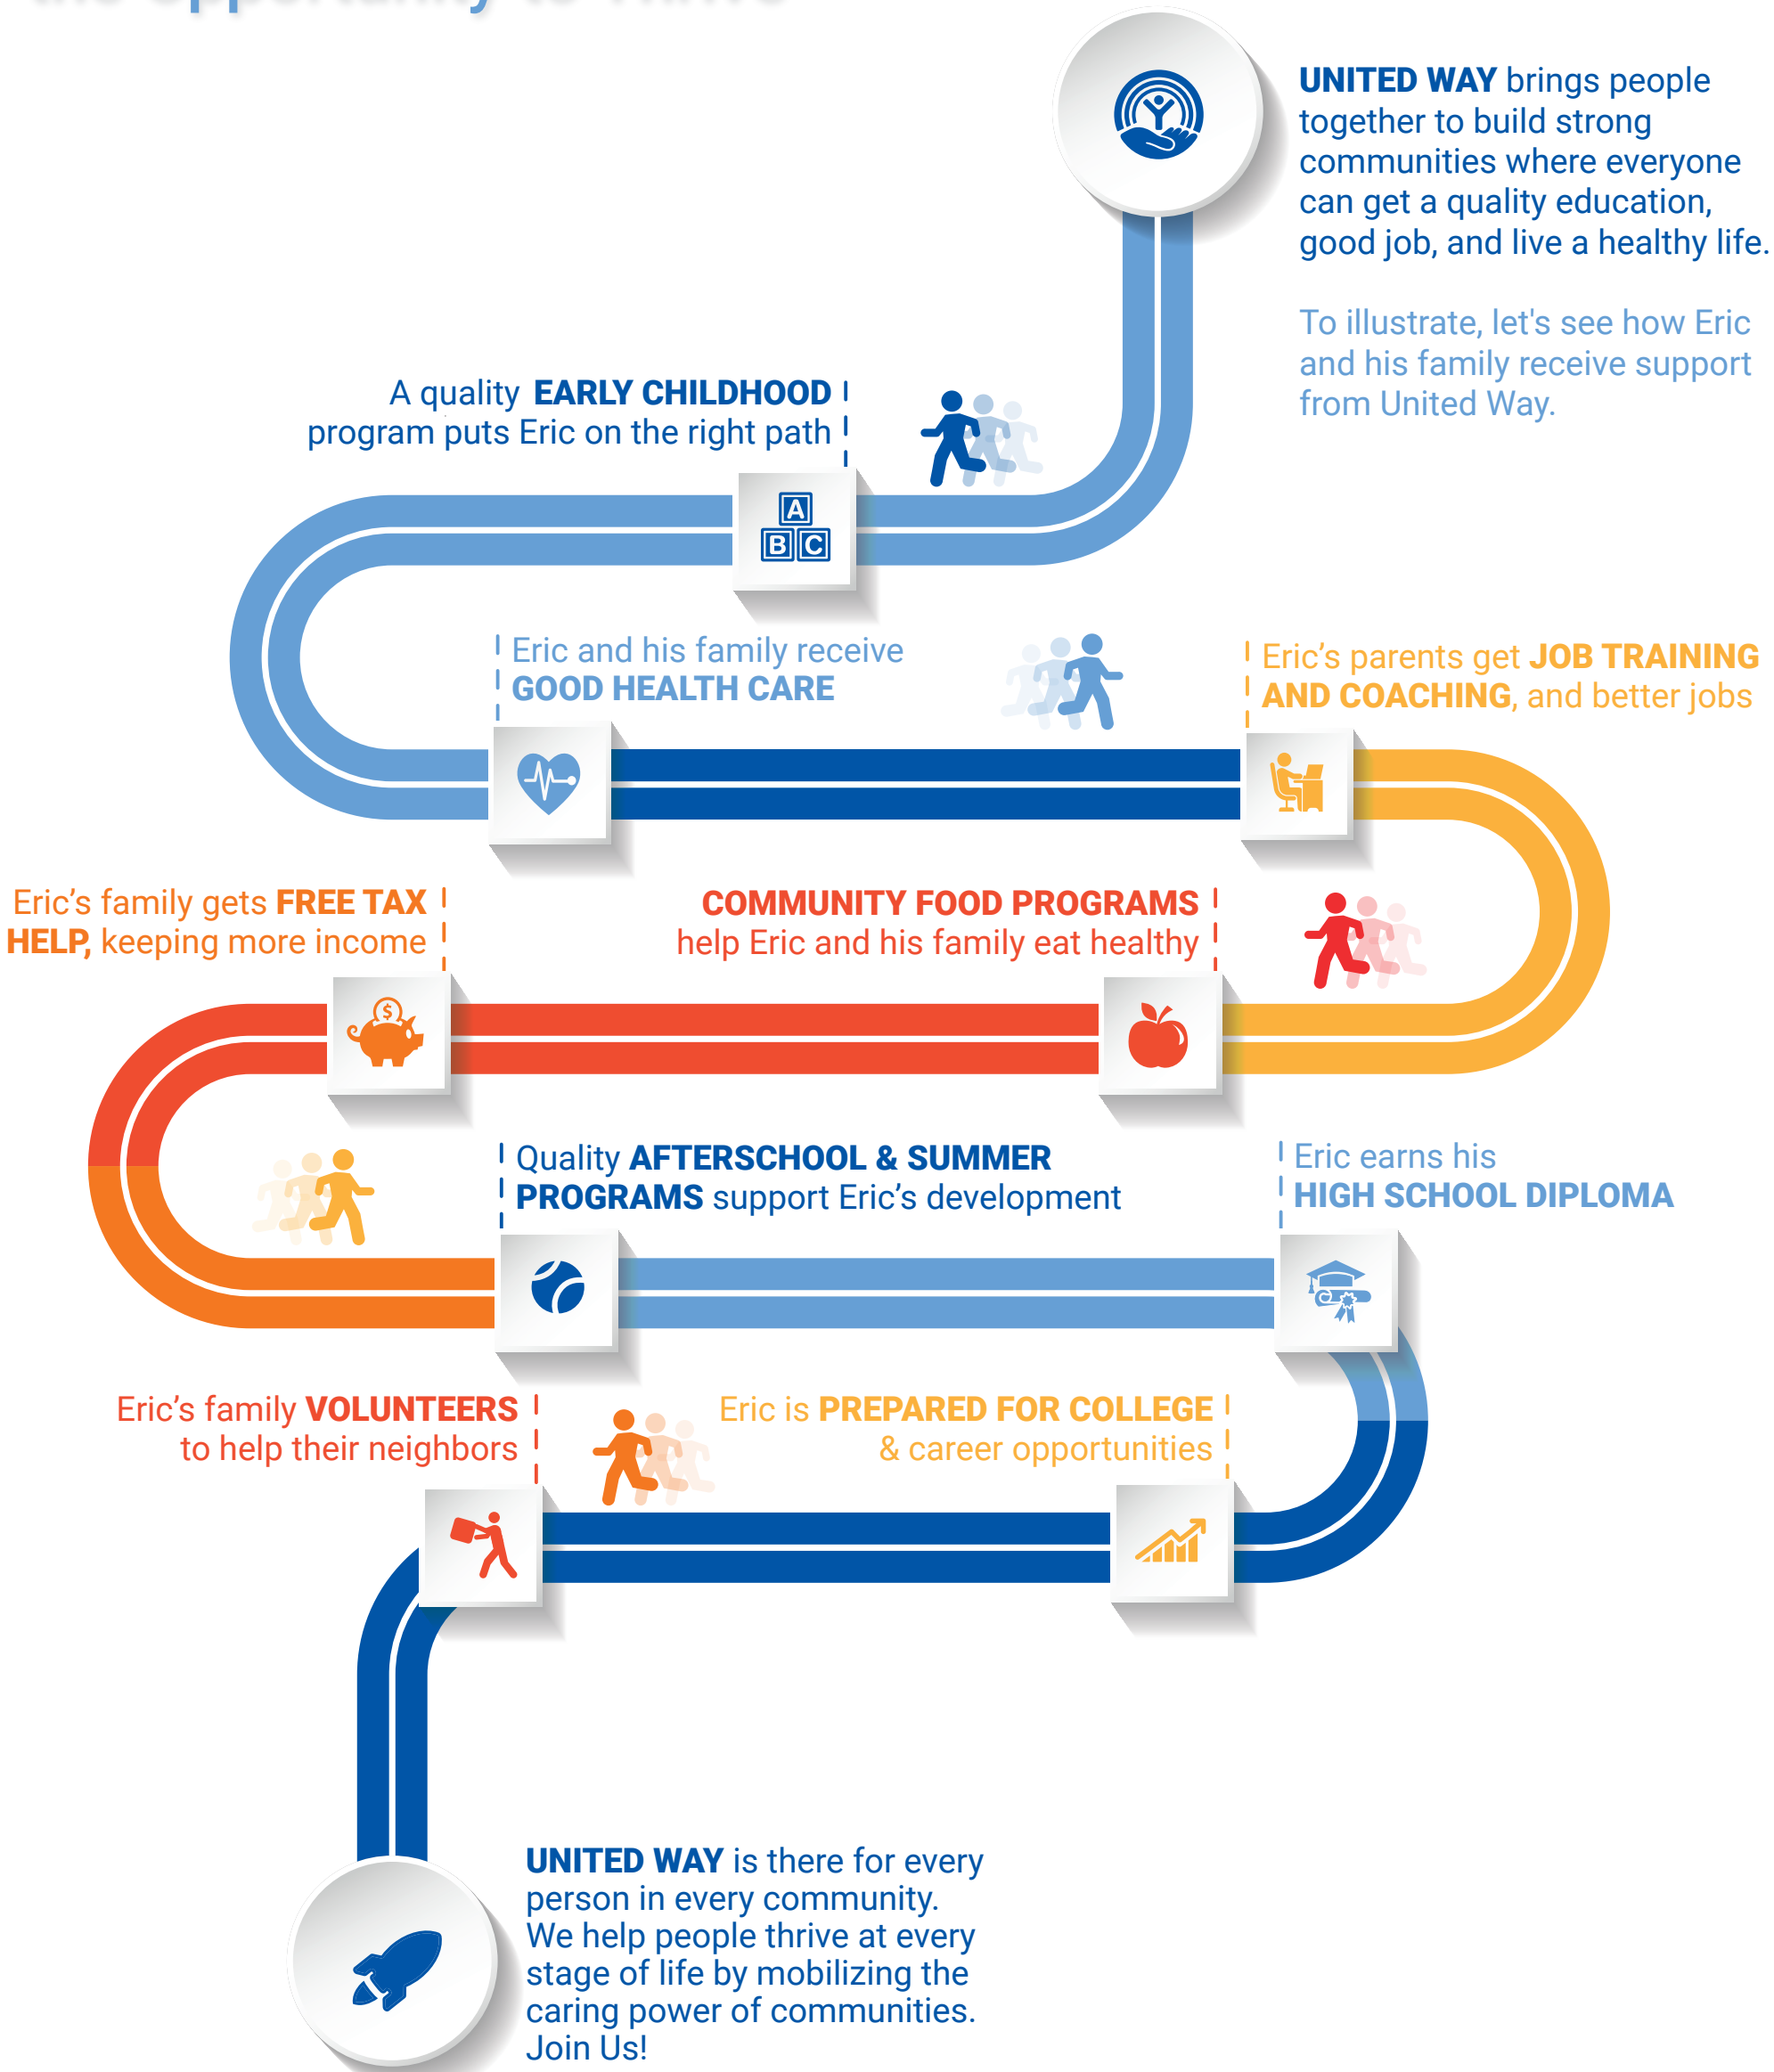 the Opportunity to Thrive
UNITED WAY brings people
together to build strong
communities where everyone
can get a quality education,
good job, and live a healthy life.
To illustrate, let's see how Eric
and his family receive support
from United Way.
A quality EARLY CHILDHOOD
program puts Eric on the right path
A
B C
Eric and his family receive
GOOD HEALTH CARE
Eric's parents get JOB TRAINING
AND COACHING, and better jobs
COMMUNITY FOOD PROGRAMS
help Eric and his family eat healthy
Eric's family gets FREE TAX
HELP, keeping more income
$
Quality AFTERSCHOOL & SUMMER
PROGRAMS support Eric's development
Eric earns his
HIGH SCHOOL DIPLOMA
Eric is PREPARED FOR COLLEGE
& career opportunities
Eric's family VOLUNTEERS
to help their neighbors
UNITED WAY is there for every
person in every community.
We help people thrive at every
stage of life by mobilizing the
caring power of communities.
Join Us!